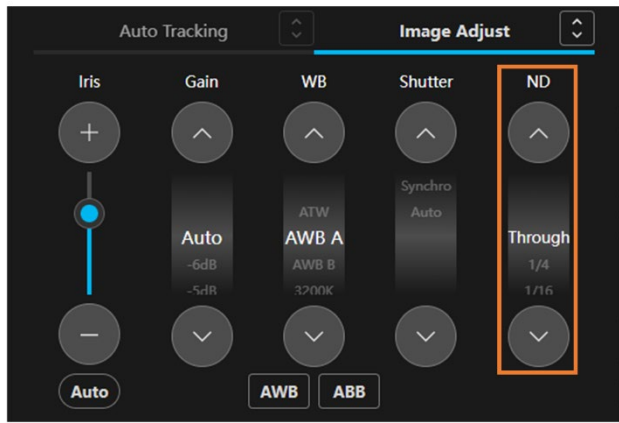 Auto Tracking Image Adjust
Iris Gain WB Shutter ND
Synchro
ATW Auto
Auto AWB A Through
-6dB AWB B 1/4
-5dB 3200K 1/16
Auto AWB ABB